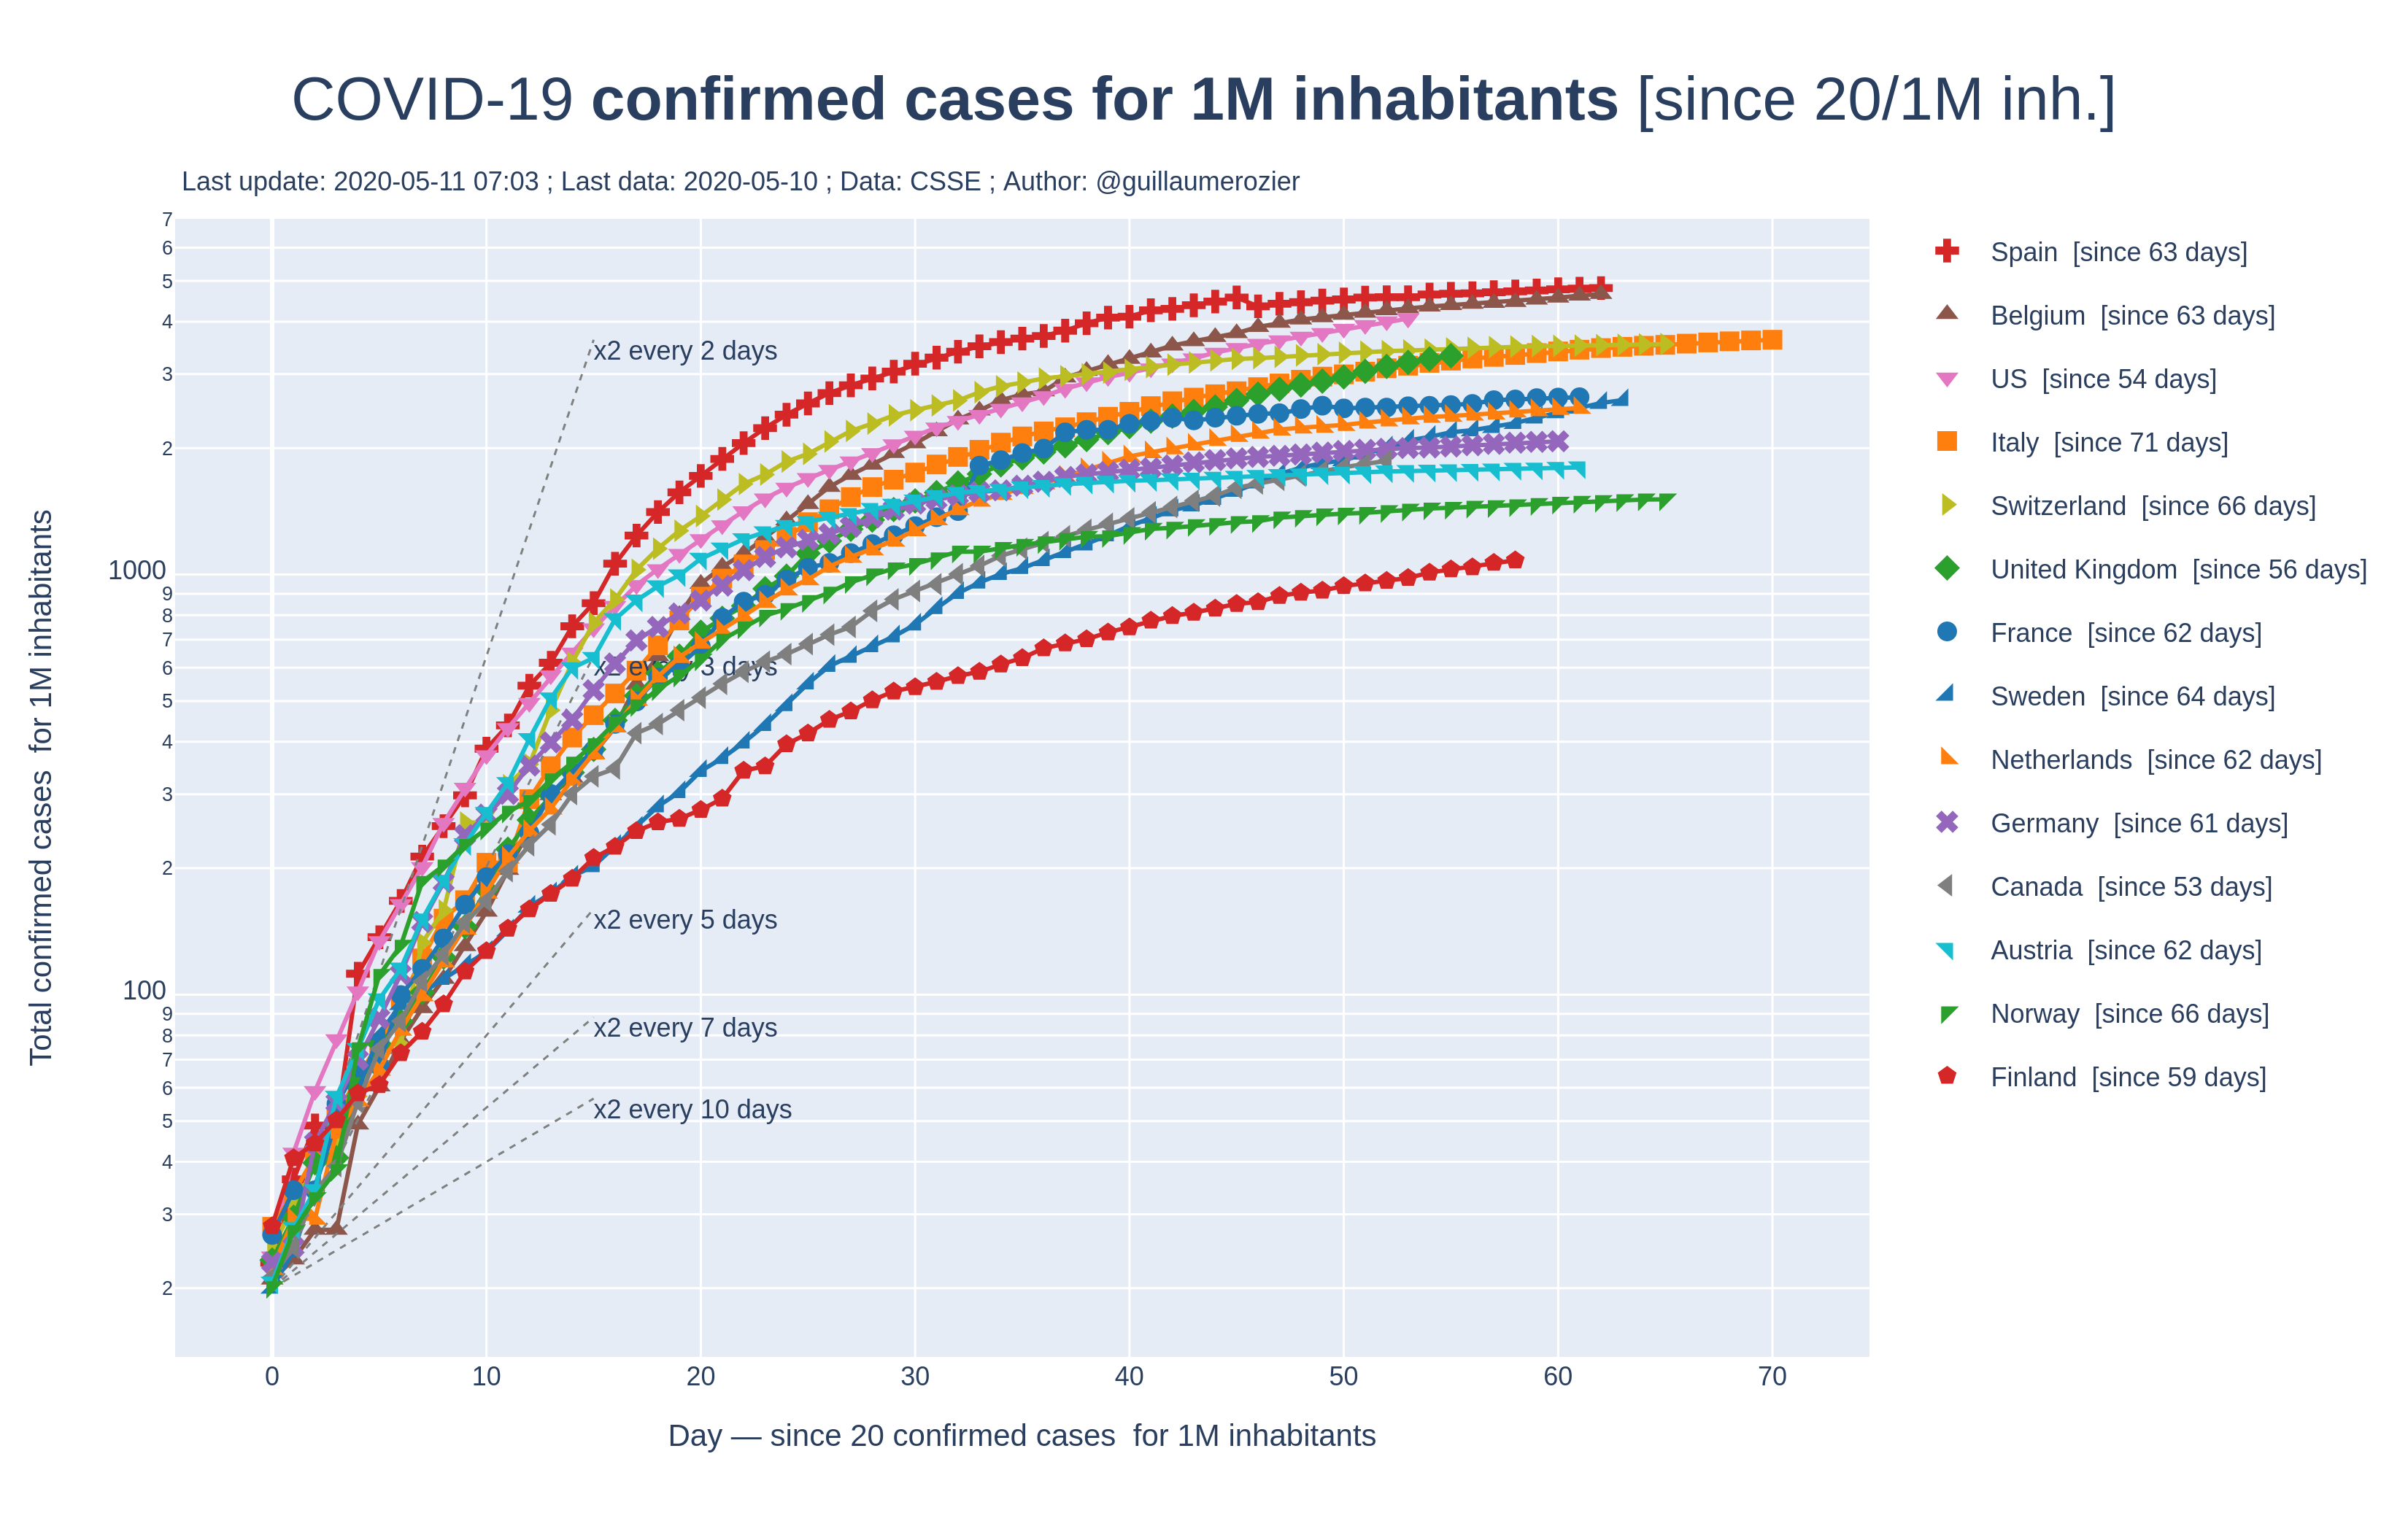 COVID-19 confirmed cases for 1M inhabitants [since 20/1M inh.]
Last update: 2020-05-11 07:03 ; Last data: 2020-05-10 ; Data: CSSE ; Author: @guillaumerozier
Total confirmed cases for 1M inhabitants
7
6
5
4
3
2
1000
9
8
7
6
5
4
3
2
100
9
8
7
6
5
4
3
2
x2 every 2 days
x2 every 3 days
x2 every 5 days
x2 every 7 days
x2 every 10 days
0 10 20 30 40 50 60 70
Day — since 20 confirmed cases for 1M inhabitants
Spain [since 63 days]
Belgium [since 63 days]
US [since 54 days]
Italy [since 71 days]
Switzerland [since 66 days]
United Kingdom [since 56 days]
France [since 62 days]
Sweden [since 64 days]
Netherlands [since 62 days]
Germany [since 61 days]
Canada [since 53 days]
Austria [since 62 days]
Norway [since 66 days]
Finland [since 59 days]